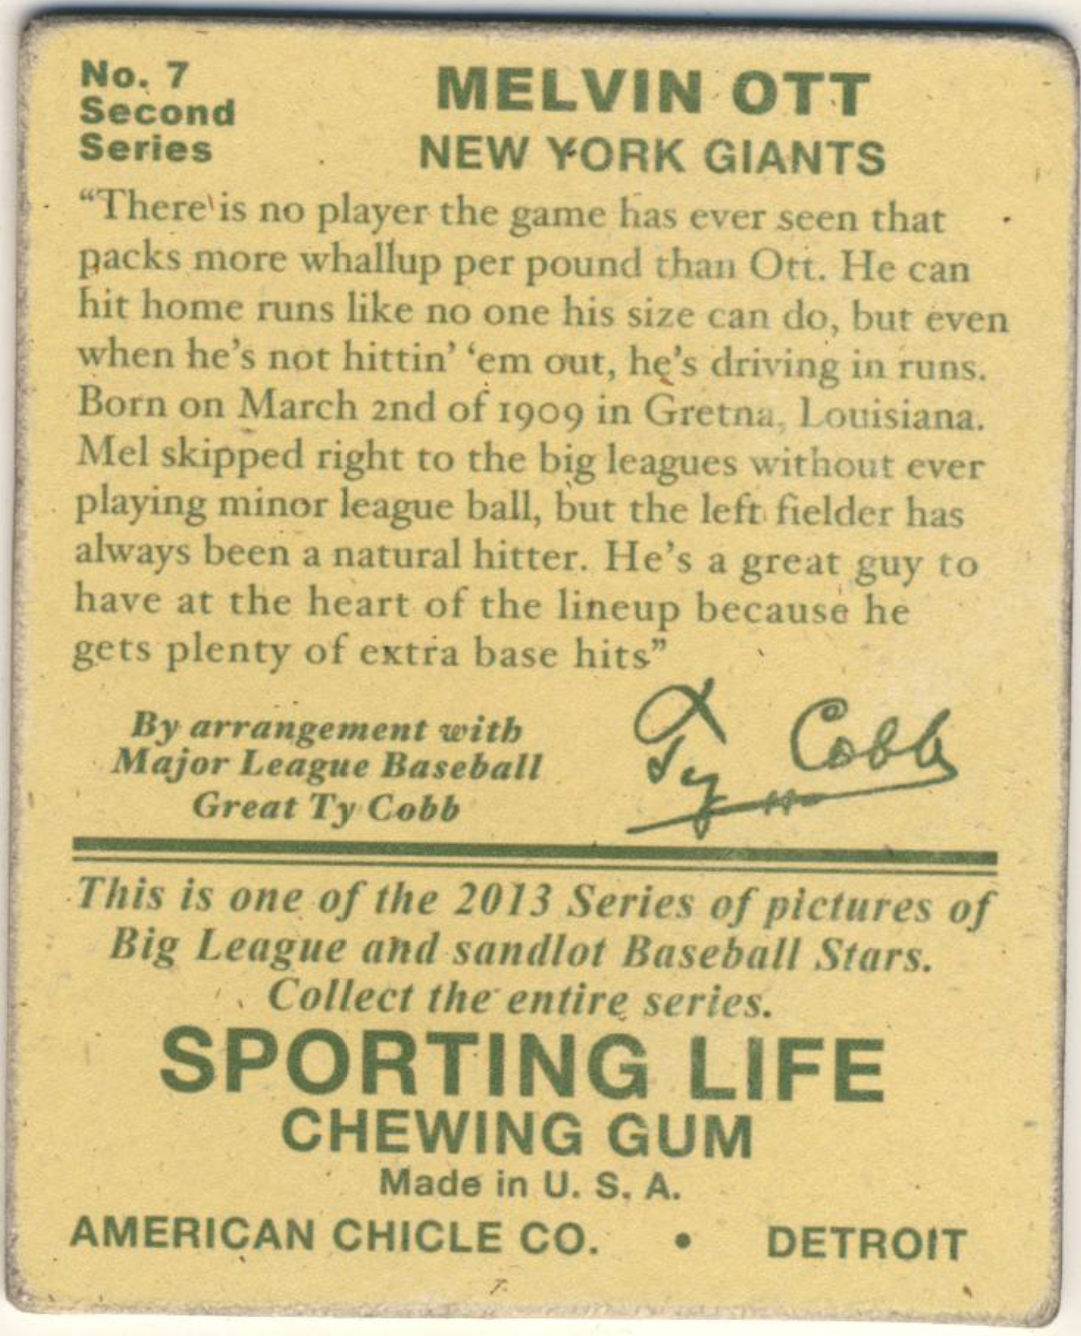 No. 7
Second
Series
MELVIN OTT
NEW YORK GIANTS
“There is no player the game has ever seen that
packs more whallup per pound than Ott. He can
hit home runs like no one his size can do, but even
when he's not hittin' ‘em out, he's driving in runs.
Born on March 2nd of 1909 in Gretna, Louisiana.
Mel skipped right to the big leagues without ever
playing minor league ball, but the left fielder has
always been a natural hitter. He's a great guy to
have at the heart of the lineup because he
gets plenty of extra base hits”
By arrangement with
Major League Baseball
Great Ty Cobb
Ty Cobb
This is one of the 2013 Series of pictures of
Big League and sandlot Baseball Stars.
Collect the entire series.
SPORTING LIFE
CHEWING GUM
Made in U. S. A.
AMERICAN CHICLE CO. • DETROIT